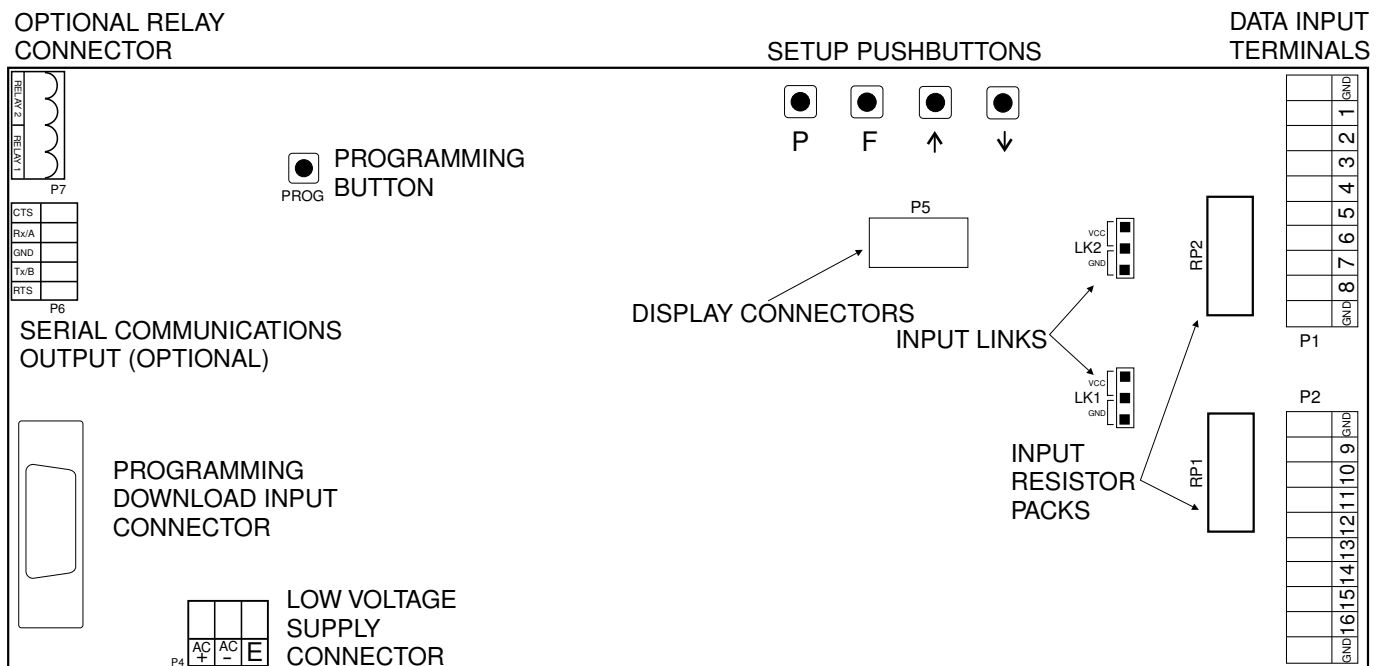 OPTIONAL RELAY
CONNECTOR
SETUP PUSHBUTTONS
DATA INPUT
TERMINALS
RELAY 2
RELAY 1
P7
PROG
PROGRAMMING
BUTTON
P
F
↑
↓
CTS
Rx/A
GND
Tx/B
RTS
P6
SERIAL COMMUNICATIONS
OUTPUT (OPTIONAL)
P5
DISPLAY CONNECTORS
VCC
LK2
GND
INPUT LINKS
VCC
LK1
GND
RP2
RP1
INPUT
RESISTOR
PACKS
GND
1
2
3
4
5
6
7
8
GND
P1
P2
GND
9
10
11
12
13
14
15
16
GND
PROGRAMMING
DOWNLOAD INPUT
CONNECTOR
P4
AC
+
AC
-
E
LOW VOLTAGE
SUPPLY
CONNECTOR